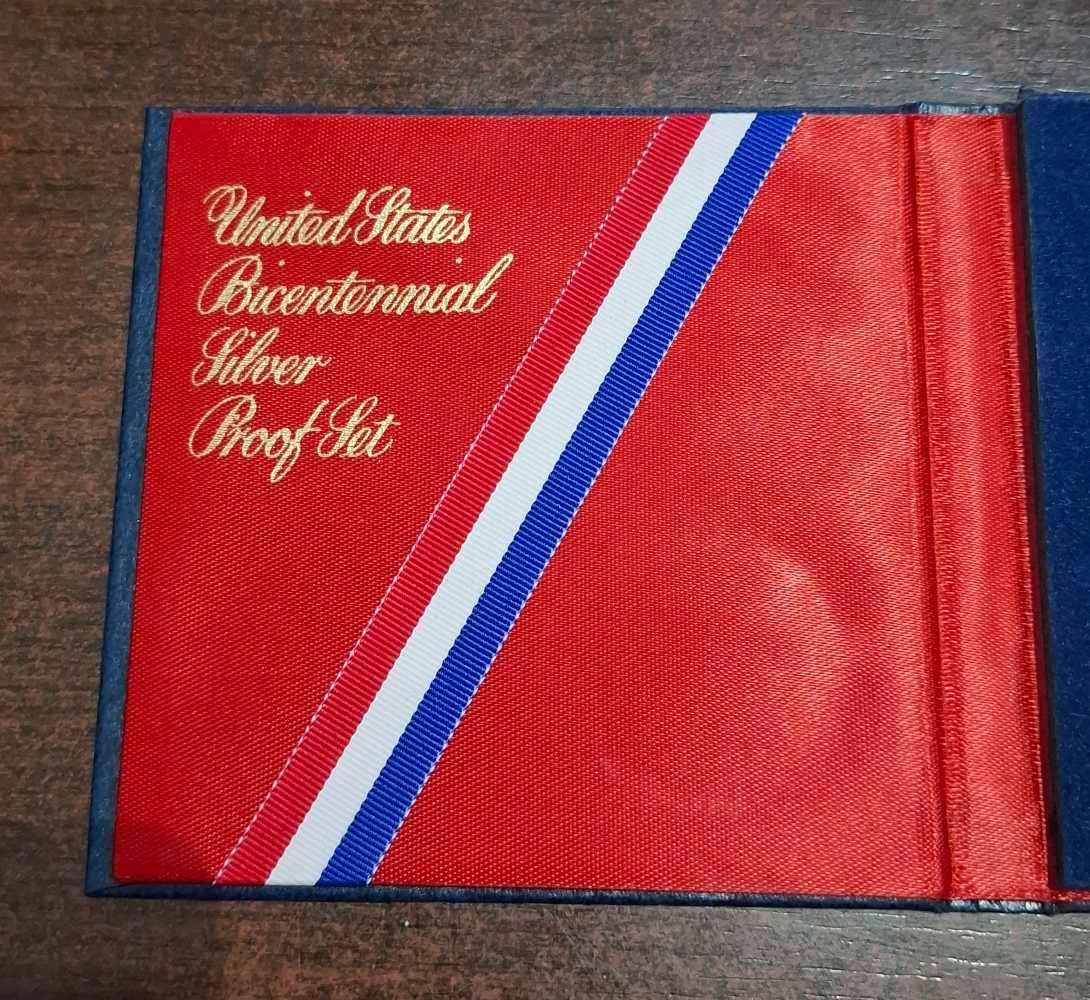 United States
Bicentennial
Silver
Proof Set